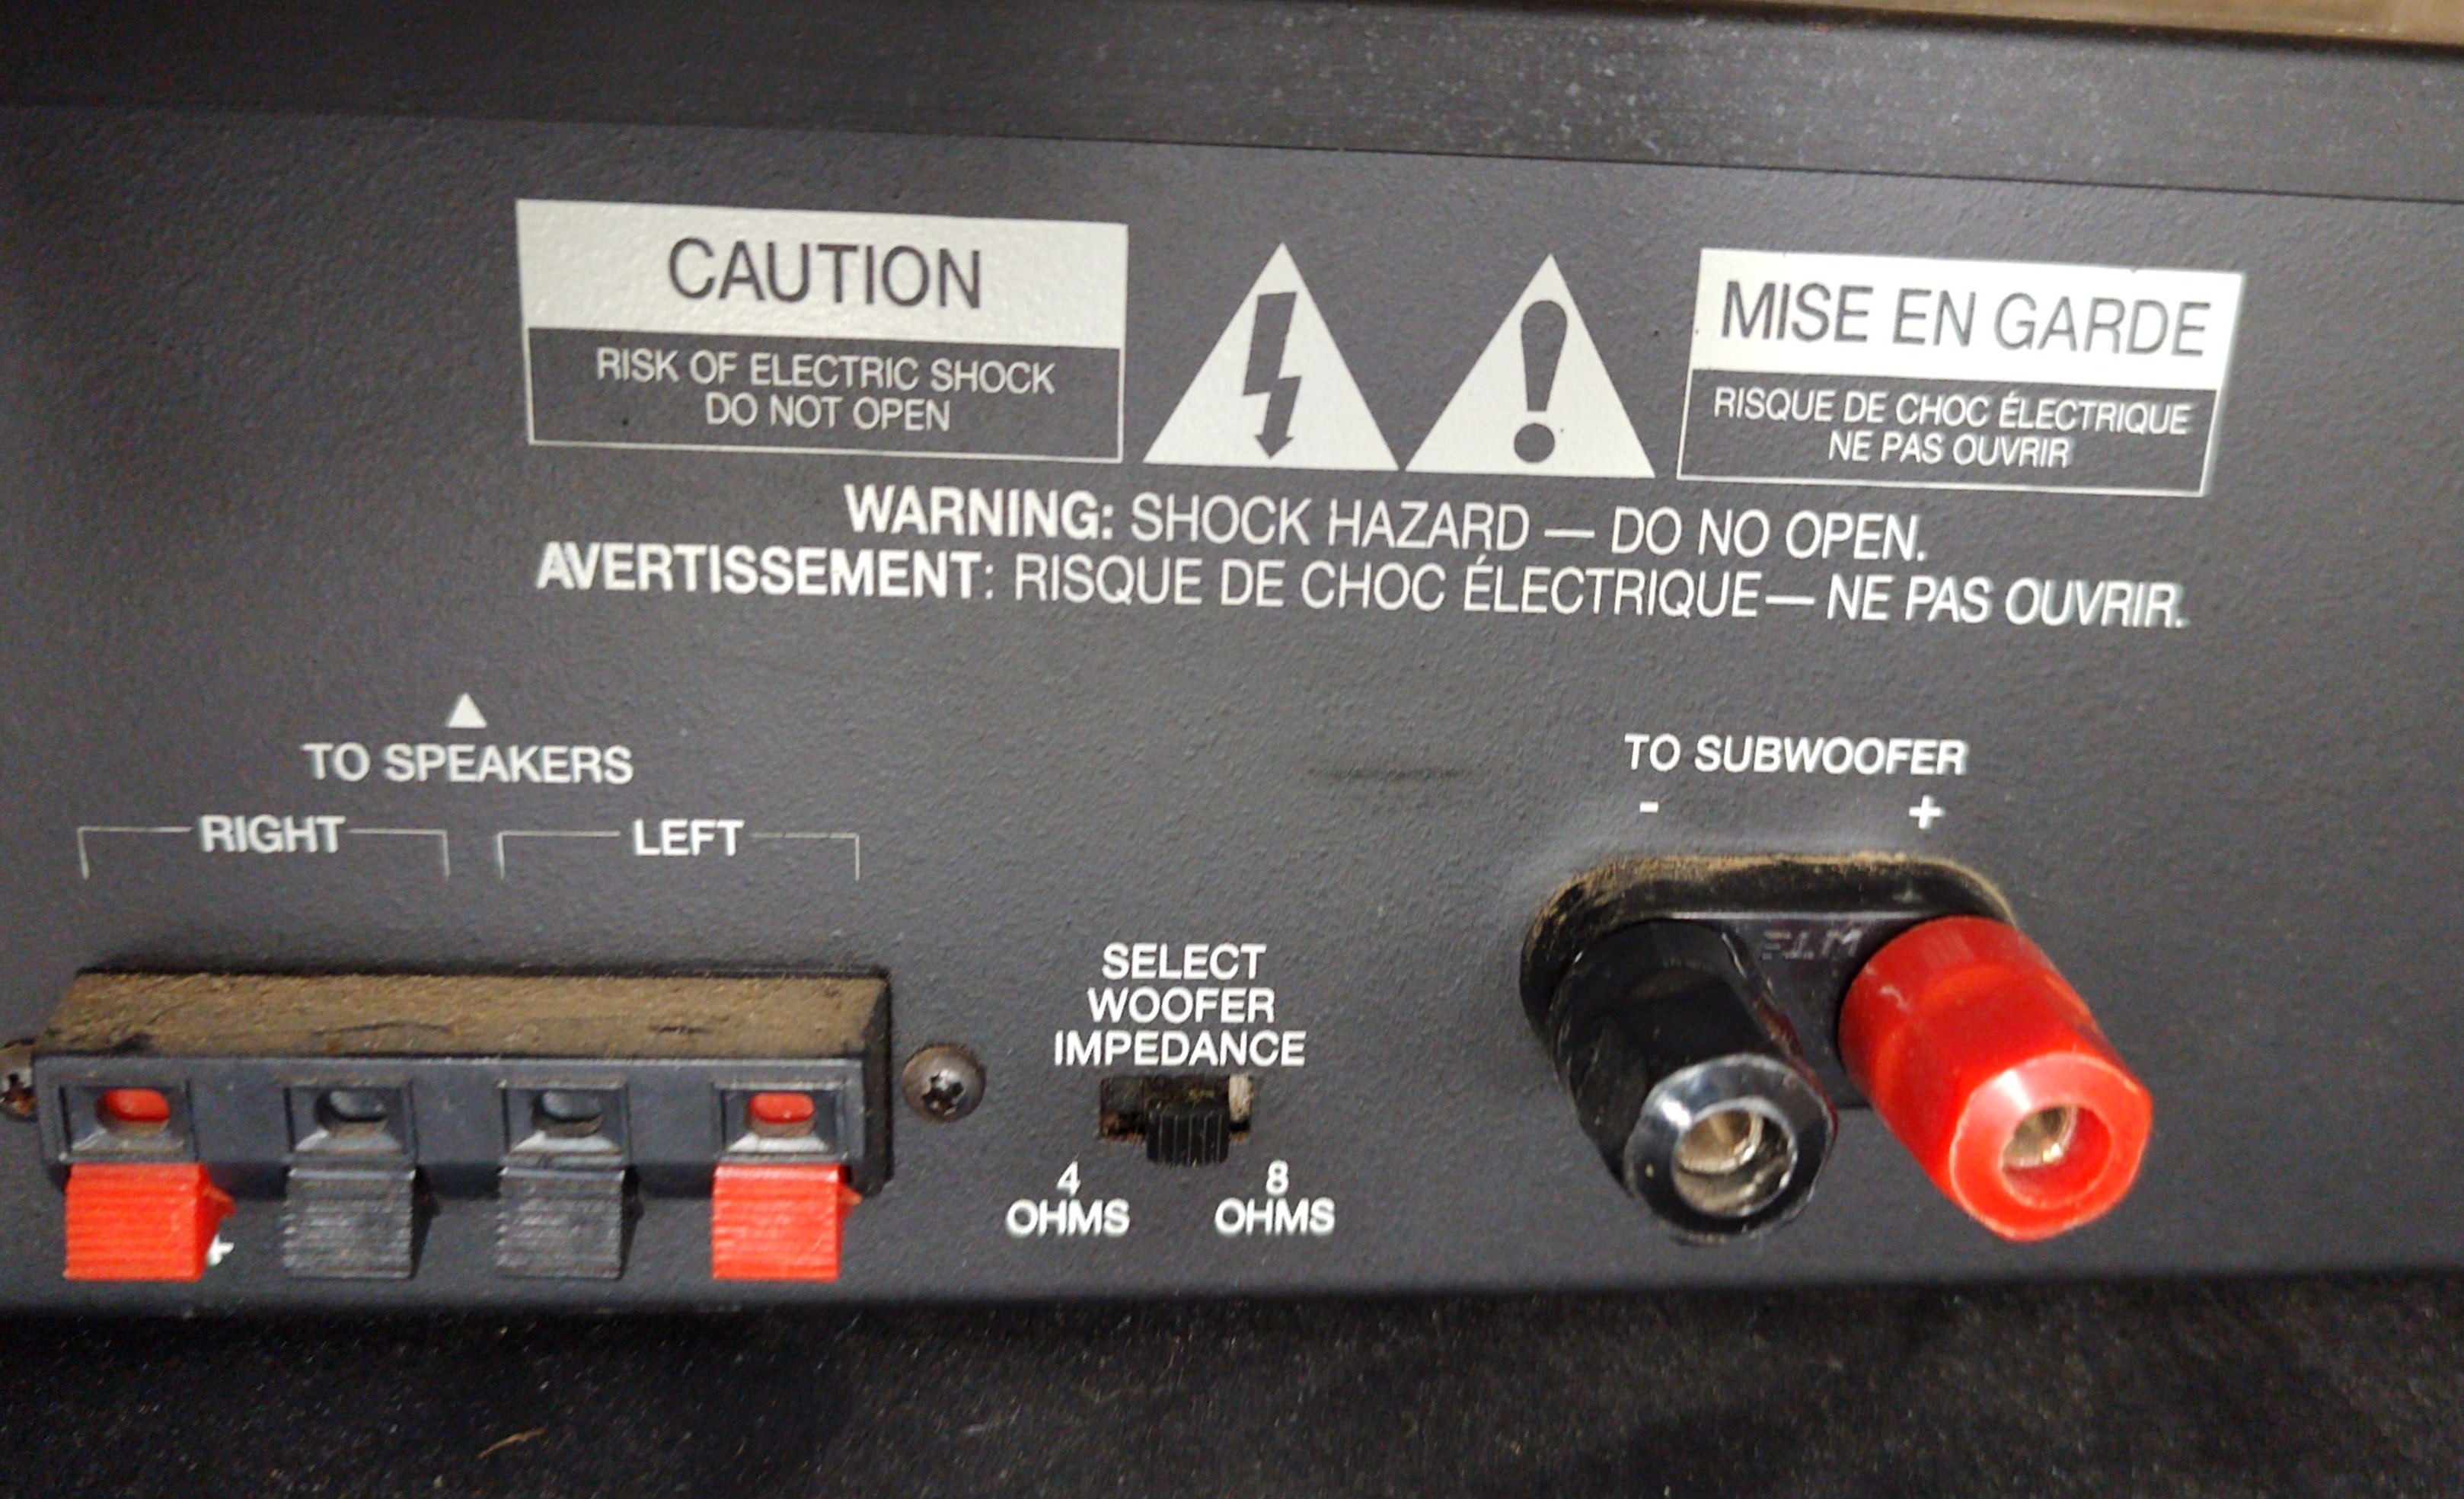 CAUTION
RISK OF ELECTRIC SHOCK
DO NOT OPEN
MISE EN GARDE
RISQUE DE CHOC ÉLECTRIQUE
NE PAS OUVRIR
WARNING: SHOCK HAZARD — DO NO OPEN.
AVERTISSEMENT: RISQUE DE CHOC ÉLECTRIQUE— NE PAS OUVRIR.
TO SPEAKERS
RIGHT
LEFT
+
SELECT
WOOFER
IMPEDANCE
4
OHMS
8
OHMS
TO SUBWOOFER
- +